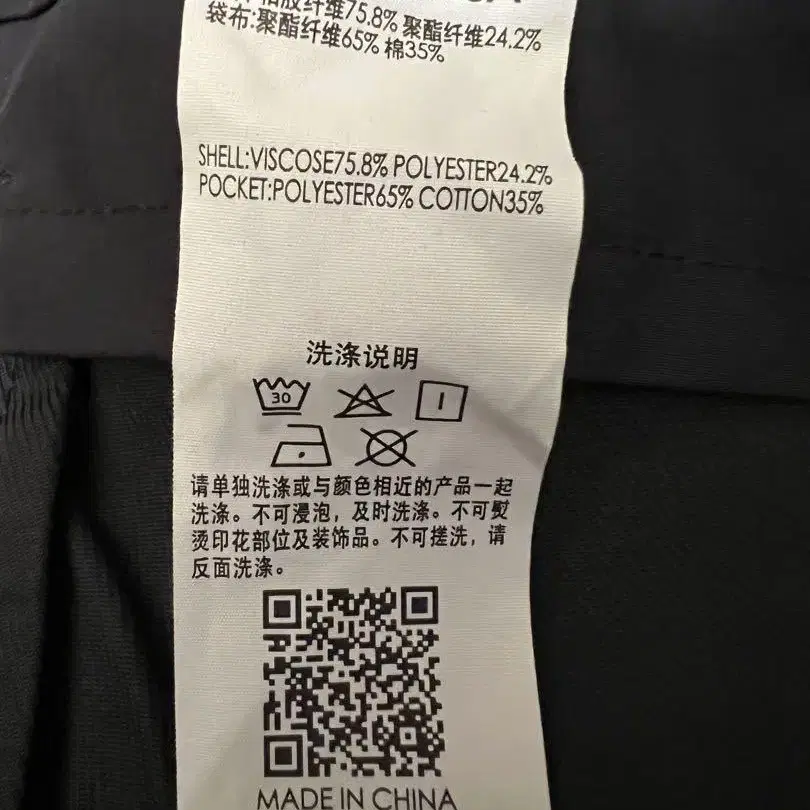 粘胶纤维75.8% 聚酯纤维24.2%
袋布:聚酯纤维65% 棉35%
SHELL:VISCOSE75.8% POLYESTER24.2%
POCKET:POLYESTER65% COTTON35%
洗涤说明
30
请单独洗涤或与颜色相近的产品一起
洗涤。不可浸泡，及时洗涤。不可熨
烫印花部位及装饰品。不可搓洗，请
反面洗涤。
MADE IN CHINA